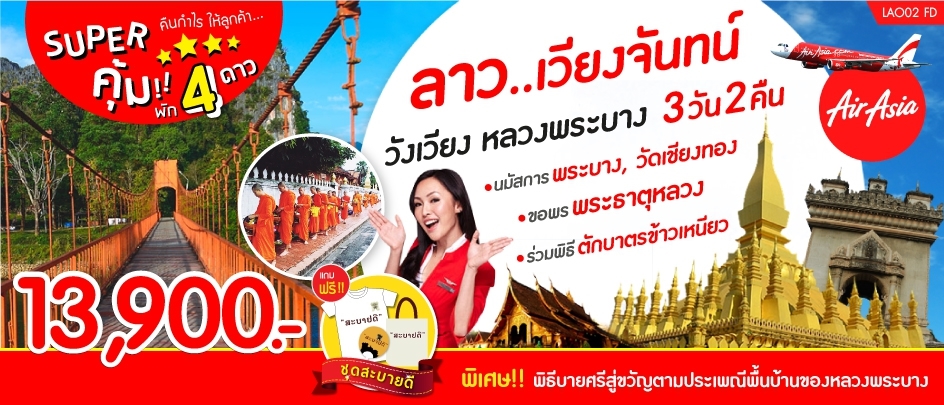 คืนกำไร ให้ลูกค้า...
SUPER
คุ้ม!!
พัก 4 ดาว
LAO02 FD
ลาว..เวียงจันทน์
วังเวียง หลวงพระบาง 3 วัน 2 คืน
Air Asia
AirAsia
•นมัสการ พระบาง, วัดเชียงทอง
•ขอพร พระธาตุหลวง
•ร่วมพิธี ตักบาตรข้าวเหนียว
13,900.-
แถม
ฟรี!!
"สะบายดี"
"สะบายดี"
ชุดสะบายดี
พิเศษ!! พิธีบายศรีสู่ขวัญตามประเพณีพื้นบ้านของหลวงพระบาง